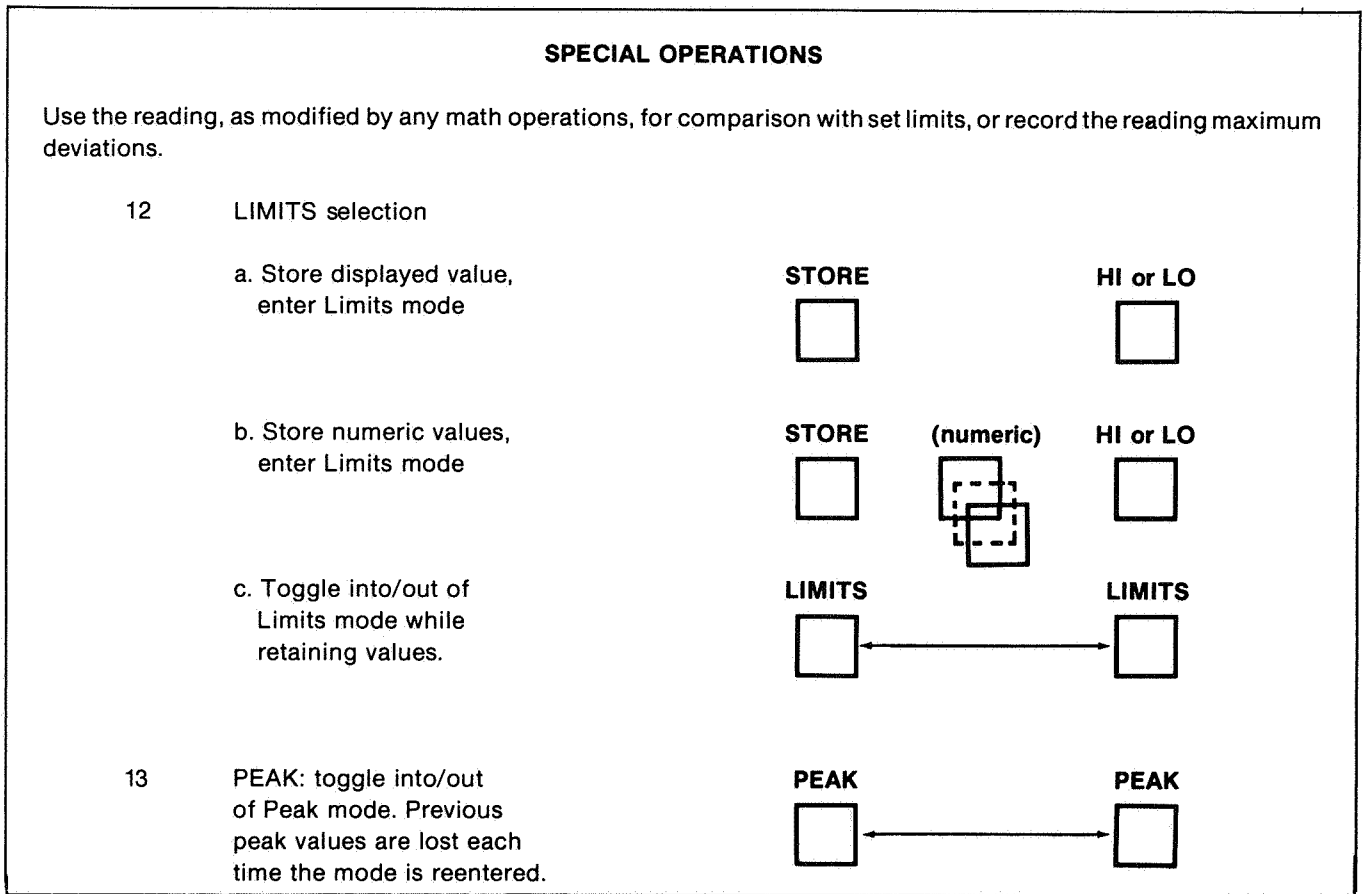 SPECIAL OPERATIONS
Use the reading, as modified by any math operations, for comparison with set limits, or record the reading maximum
deviations.
12 LIMITS selection
a. Store displayed value,
enter Limits mode
STORE HI or LO
b. Store numeric values,
enter Limits mode
STORE (numeric) HI or LO
c. Toggle into/out of
Limits mode while
retaining values.
LIMITS LIMITS
13 PEAK: toggle into/out
of Peak mode. Previous
peak values are lost each
time the mode is reentered.
PEAK PEAK